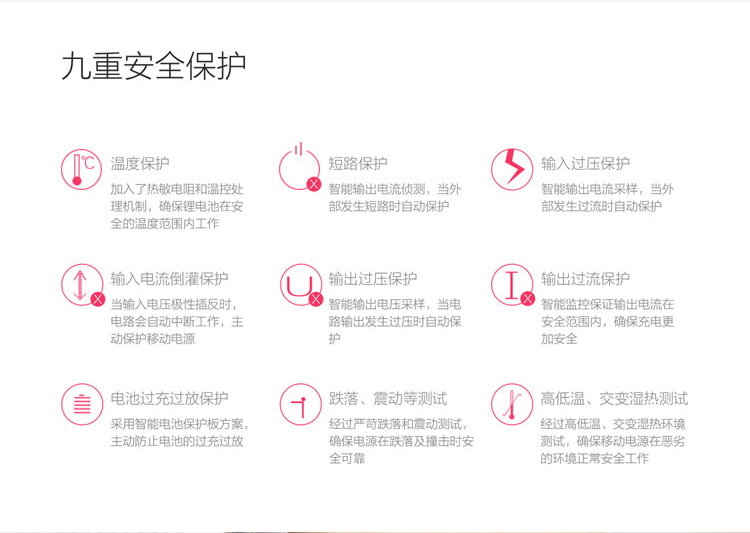 九重安全保护
℃
温度保护
加入了热敏电阻和温控处
理机制，确保锂电池在安
全的温度范围内工作
短路保护
智能输出电流侦测，当外
部发生短路时自动保护
输入过压保护
智能输出电流采样，当外
部发生过流时自动保护
输入电流倒灌保护
当输入电压极性插反时，
电路会自动中断工作，主
动保护移动电源
输出过压保护
智能输出电压采样，当电
路输出发生过压时自动保
护
输出过流保护
智能监控保证输出电流在
安全范围内，确保充电更
加安全
电池过充过放保护
采用智能电池保护板方案，
主动防止电池的过充过放
跌落、震动等测试
经过严苛跌落和震动测试，
确保电源在跌落及撞击时安
全可靠
高低温、交变湿热测试
经过高低温、交变湿热环境
测试，确保移动电源在恶劣
的环境正常安全工作